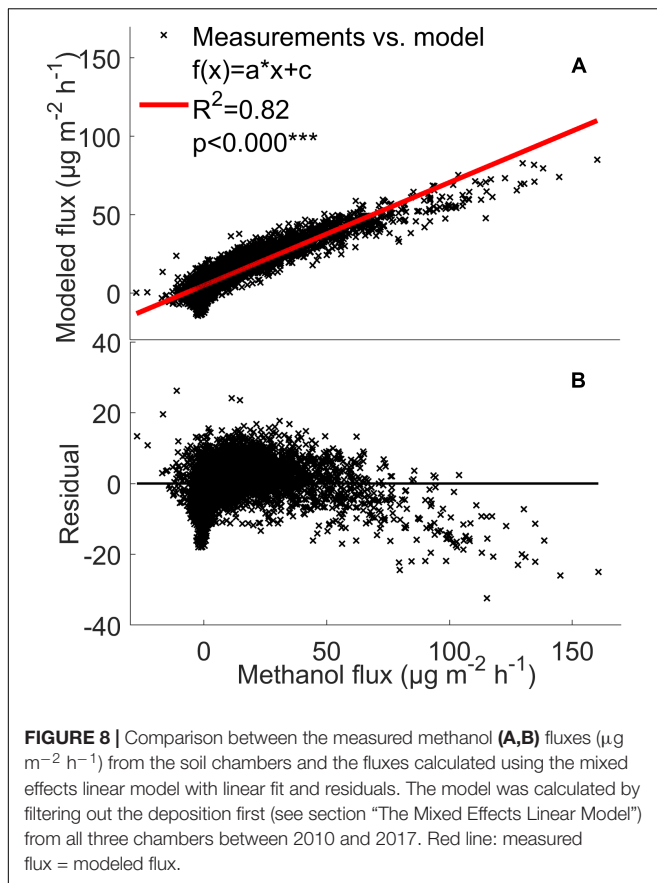 × Measurements vs. model
f(x)=a*x+c
R²=0.82
p<0.000***
A
Modeled flux (µg m⁻² h⁻¹)
150
100
50
0
B
Residual
40
20
0
-20
-40
0 50 100 150
Methanol flux (µg m⁻² h⁻¹)
FIGURE 8 | Comparison between the measured methanol (A,B) fluxes (µg
m−2 h−1) from the soil chambers and the fluxes calculated using the mixed
effects linear model with linear fit and residuals. The model was calculated by
filtering out the deposition first (see section “The Mixed Effects Linear Model”)
from all three chambers between 2010 and 2017. Red line: measured
flux = modeled flux.